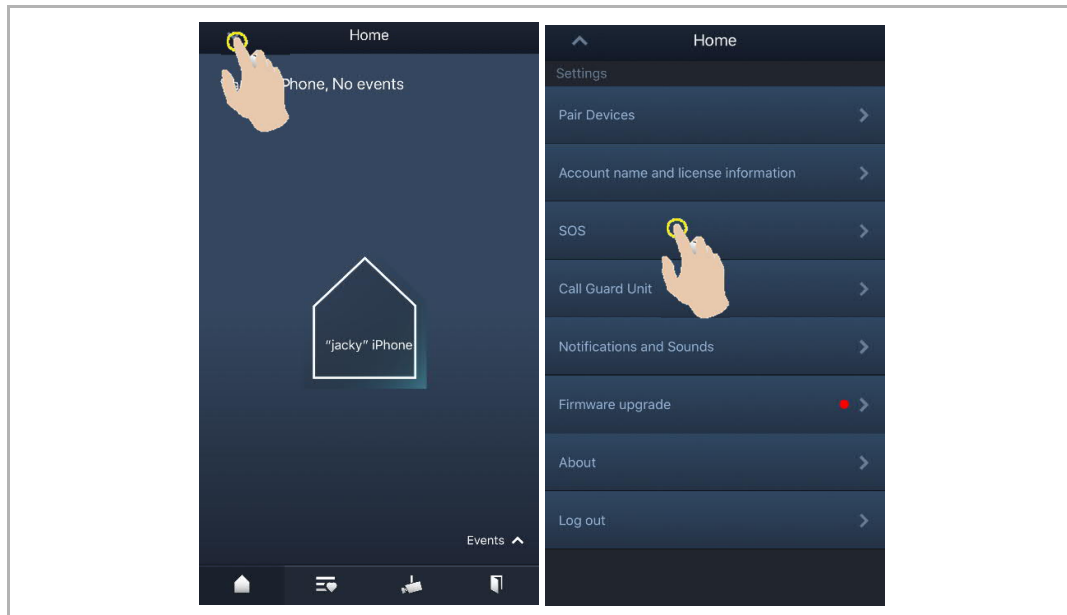 Home
Phone, No events
"jacky" iPhone
Events
Home
Settings
Pair Devices
Account name and license information
SOS
Call Guard Unit
Notifications and Sounds
Firmware upgrade
About
Log out